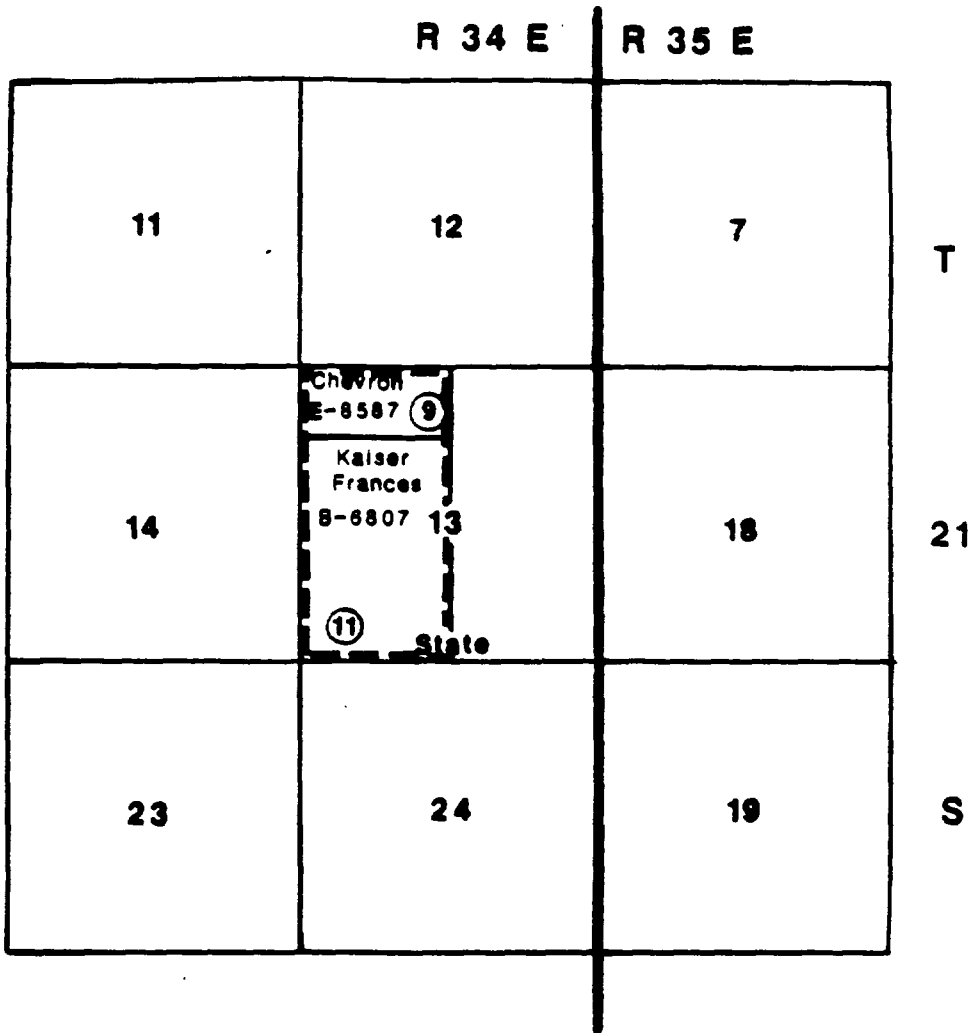 R 34 E R 35 E
11 12 7
T
Chevron
E-8587 9
Kaiser
Frances
B-6807 13
14 18 21
11
State
23 24 19 S